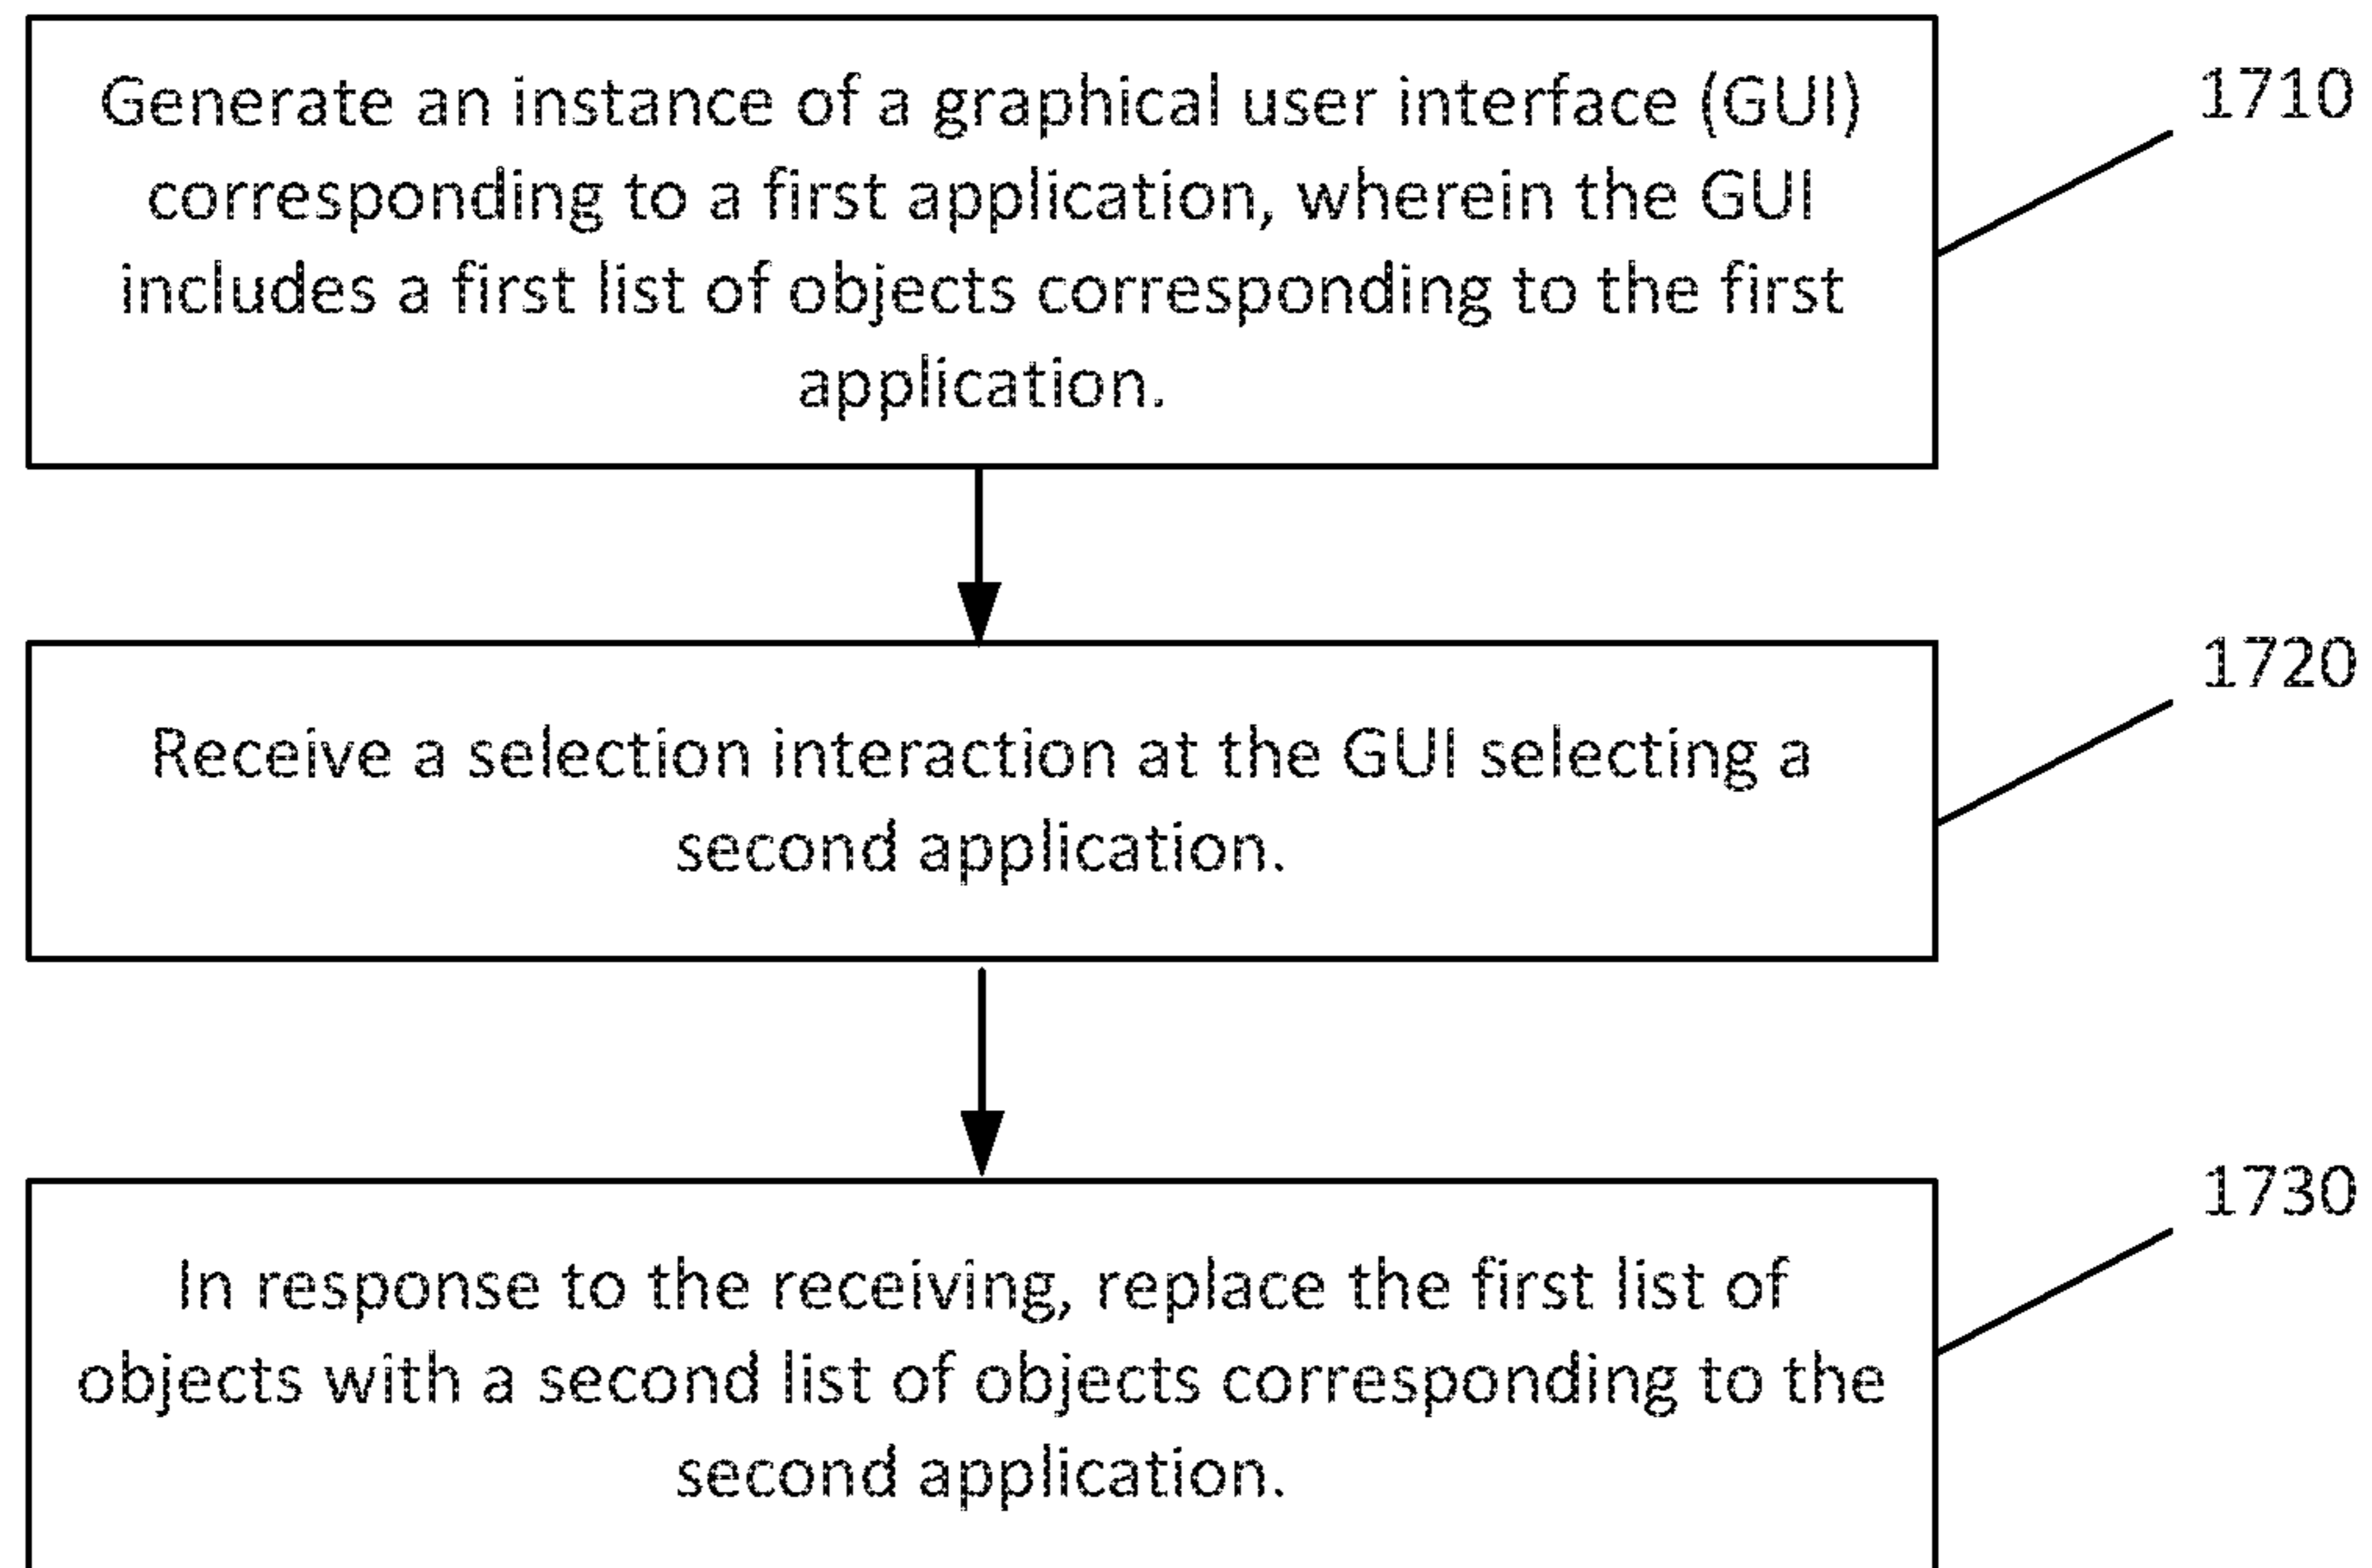 Generate an instance of a graphical user interface (GUI)
corresponding to a first application, wherein the GUI
includes a first list of objects corresponding to the first
application.
1710
Receive a selection interaction at the GUI selecting a
second application.
1720
In response to the receiving, replace the first list of
objects with a second list of objects corresponding to the
second application.
1730